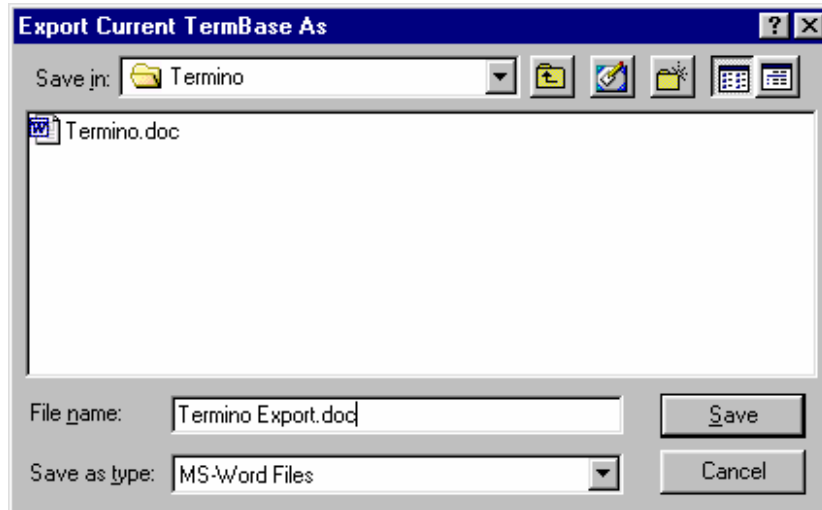 Export Current TermBase As
Save in: Termino
Termino.doc
File name: Termino Export.doc Save
Save as type: MS-Word Files Cancel